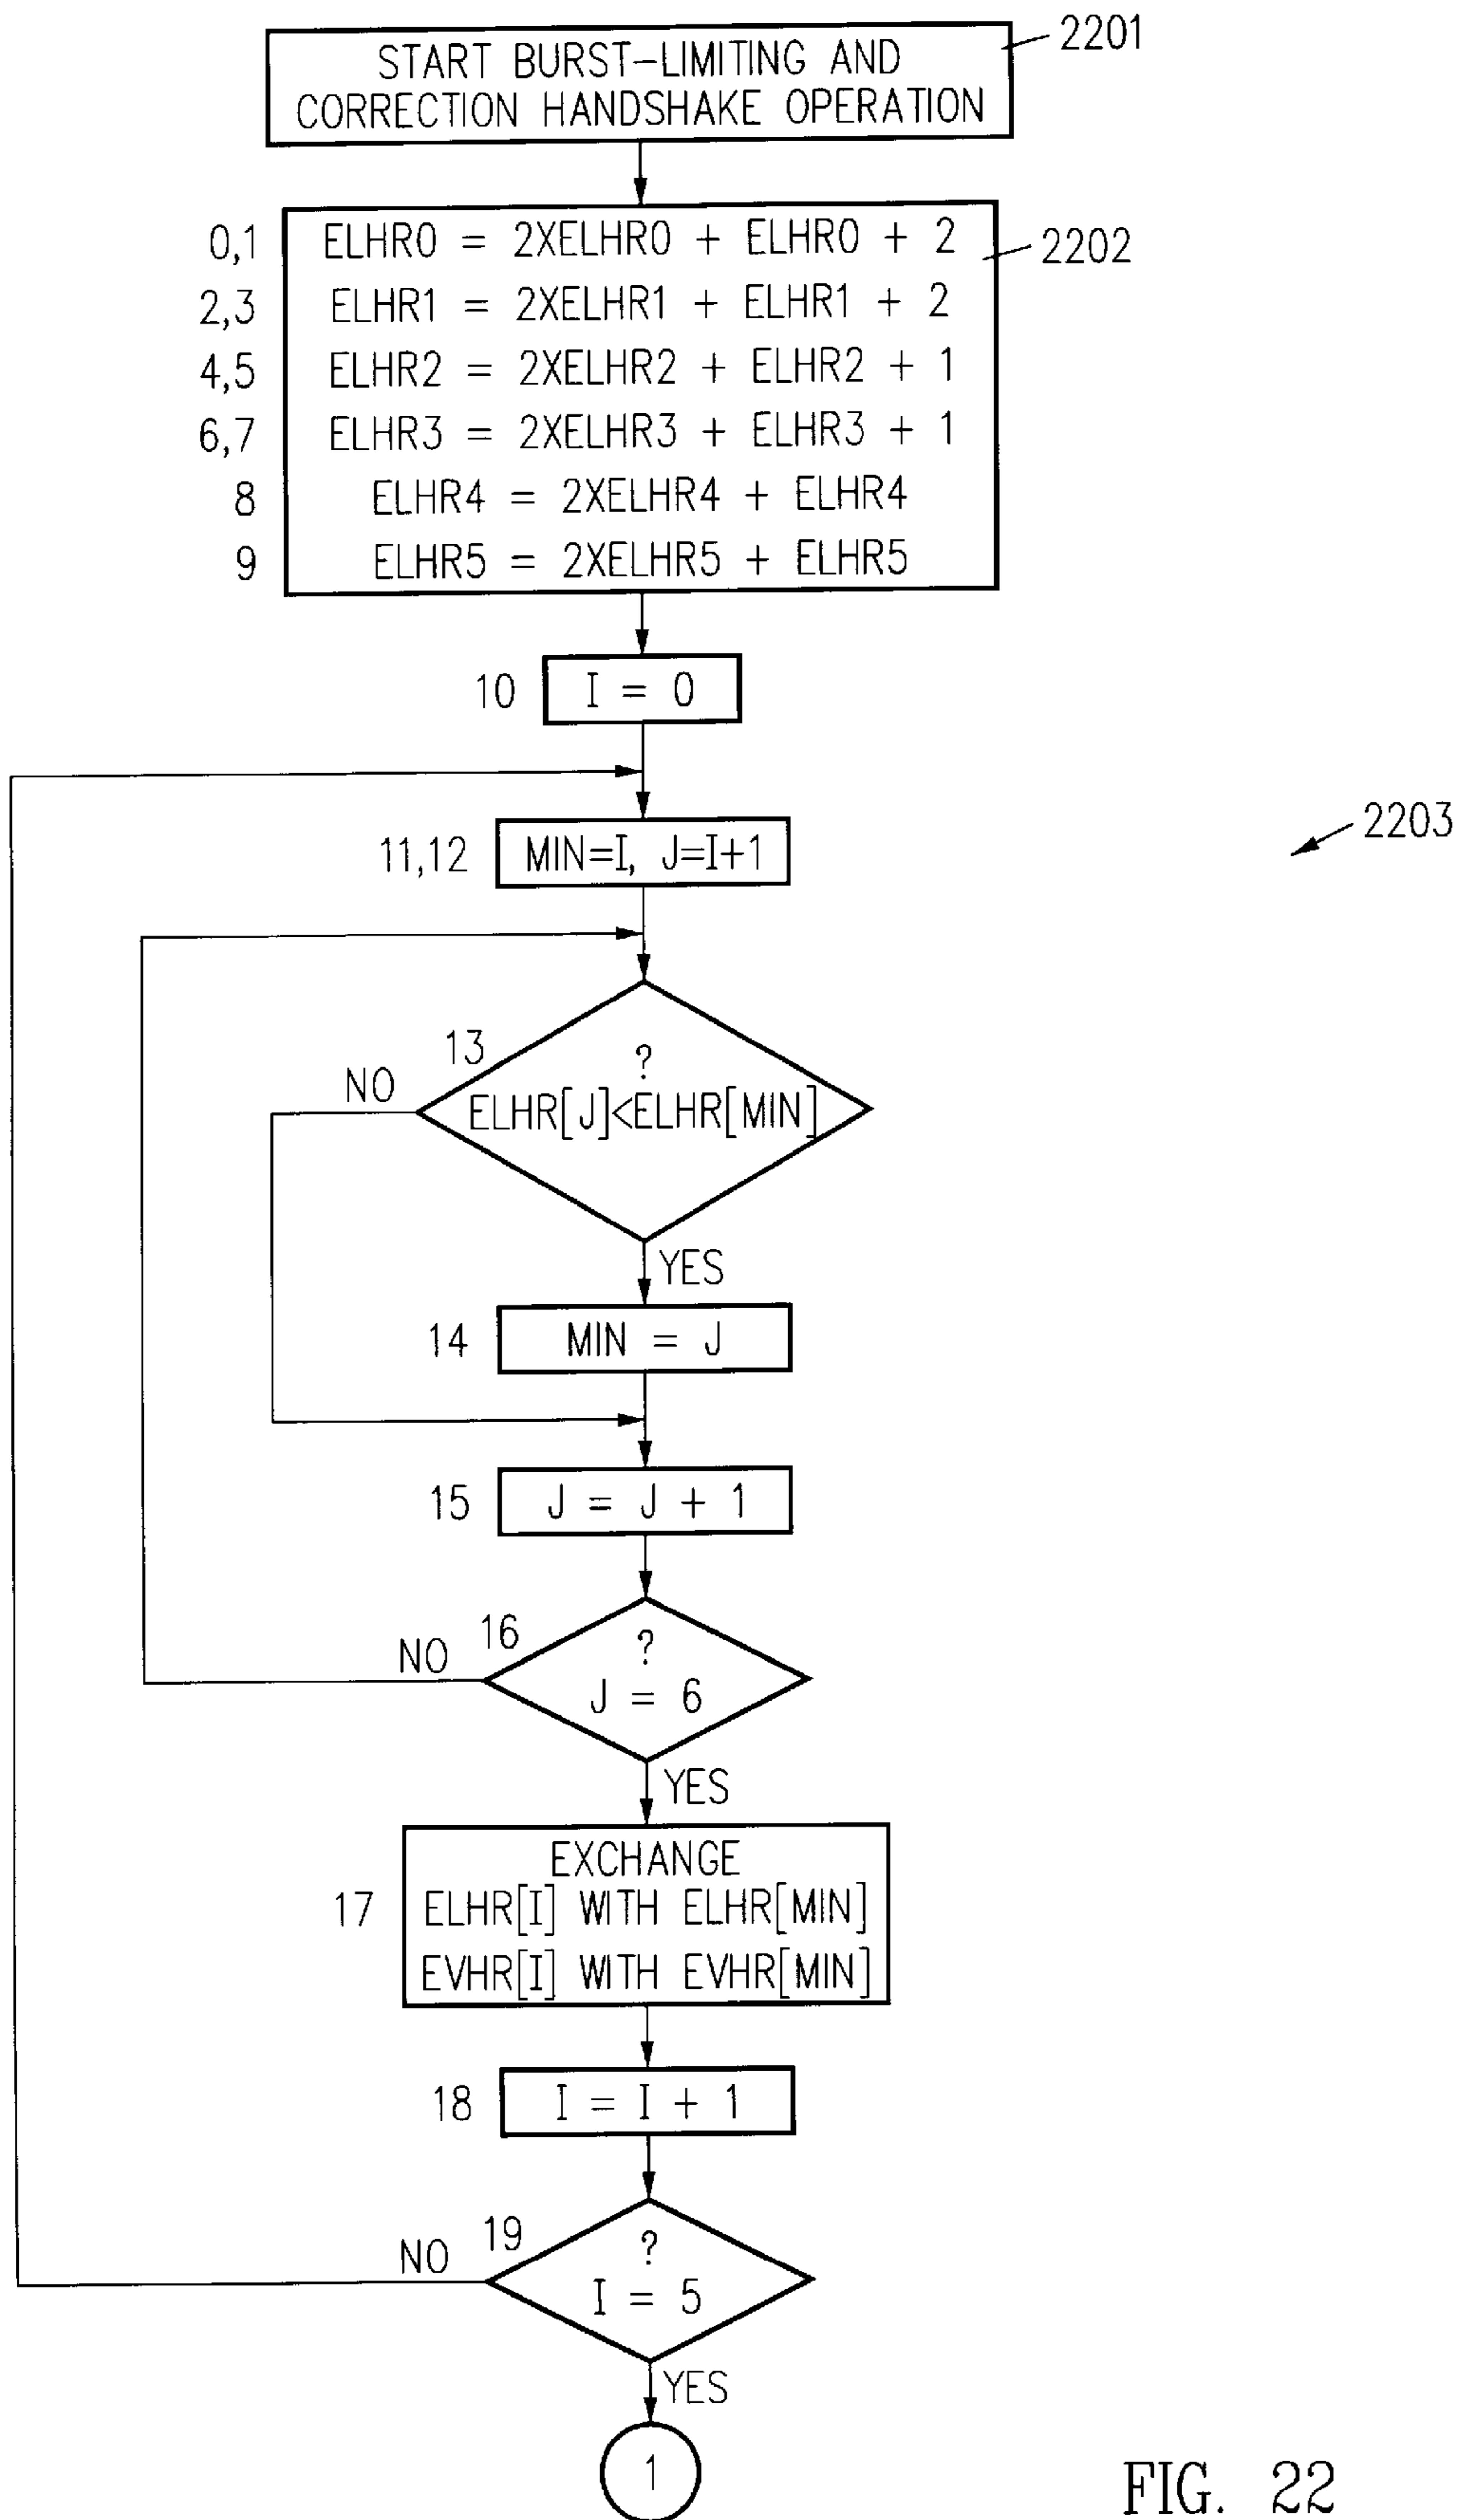 START BURST-LIMITING AND
CORRECTION HANDSHAKE OPERATION
2201
0,1 ELHR0 = 2XELHR0 + ELHR0 + 2
2202
2,3 ELHR1 = 2XELHR1 + ELHR1 + 2
4,5 ELHR2 = 2XELHR2 + ELHR2 + 1
6,7 ELHR3 = 2XELHR3 + ELHR3 + 1
8 ELHR4 = 2XELHR4 + ELHR4
9 ELHR5 = 2XELHR5 + ELHR5
10 I = 0
11,12 MIN=I, J=I+1
2203
13
?
NO
ELHR[J]<ELHR[MIN]
YES
14 MIN = J
15 J = J + 1
16
?
NO
J = 6
YES
EXCHANGE
17 ELHR[I] WITH ELHR[MIN]
EVHR[I] WITH EVHR[MIN]
18 I = I + 1
19
?
NO
I = 5
YES
1
FIG. 22